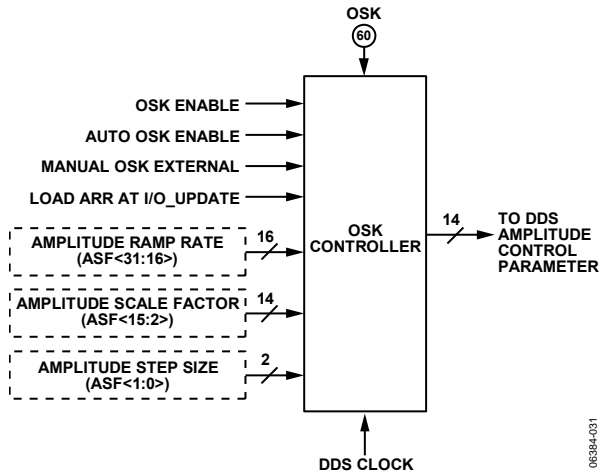 OSK
60
OSK ENABLE
AUTO OSK ENABLE
MANUAL OSK EXTERNAL
LOAD ARR AT I/O_UPDATE
AMPLITUDE RAMP RATE
(ASF<31:16>)
16
AMPLITUDE SCALE FACTOR
(ASF<15:2>)
14
AMPLITUDE STEP SIZE
(ASF<1:0>)
2
OSK
CONTROLLER
14
TO DDS
AMPLITUDE
CONTROL
PARAMETER
DDS CLOCK
06384-031